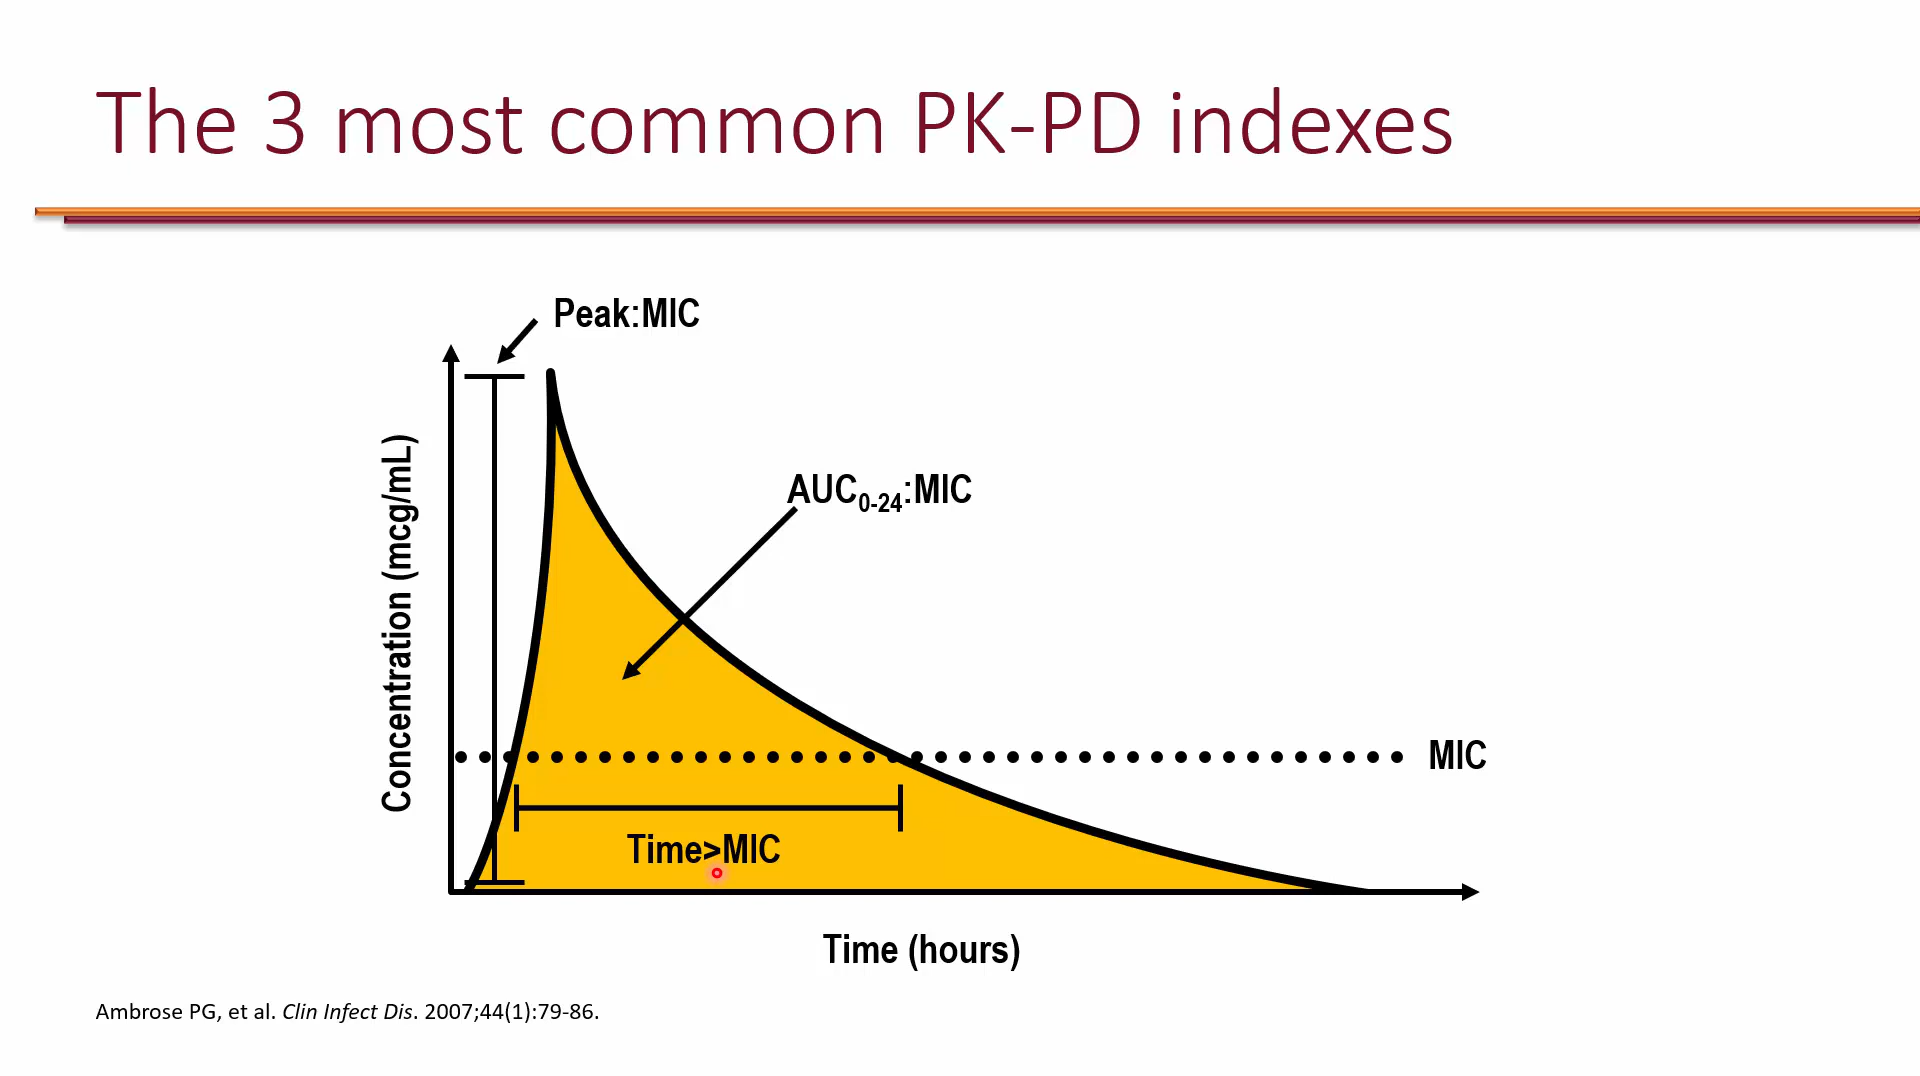 The 3 most common PK-PD indexes
Peak:MIC
AUC0-24:MIC
Concentration (mcg/mL)
MIC
Time>MIC
Time (hours)
Ambrose PG, et al. Clin Infect Dis. 2007;44(1):79-86.